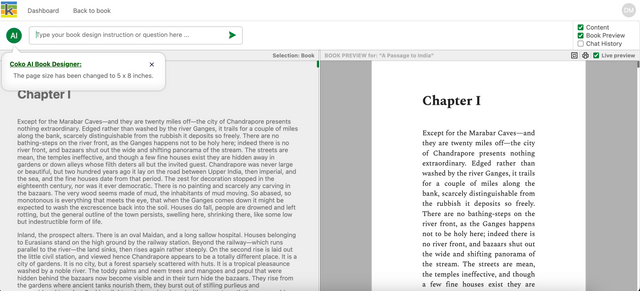 Dashboard
Back to book
DM
AI
Type your book design instruction or question here ...
Content
Book Preview
Chat History
Selection: Book
BOOK PREVIEW for: "A Passage to India"
Live preview
Coko AI Book Designer:
The page size has been changed to 5 x 8 inches.
Chapter I
Except for the Marabar Caves—and they are twenty miles off—the city of Chandrapore presents
nothing extraordinary. Edged rather than washed by the river Ganges, it trails for a couple of miles
along the bank, scarcely distinguishable from the rubbish it deposits so freely. There are no
bathing-steps on the river front, as the Ganges happens not to be holy here; indeed there is no
river front, and bazaars shut out the wide and shifting panorama of the stream. The streets are
mean, the temples ineffective, and though a few fine houses exist they are hidden away in
gardens or down alleys whose filth deters all but the invited guest. Chandrapore was never large
or beautiful, but two hundred years ago it lay on the road between Upper India, then imperial, and
the sea, and the fine houses date from that period. The zest for decoration stopped in the
eighteenth century, nor was it ever democratic. There is no painting and scarcely any carving in
the bazaars. The very wood seems made of mud, the inhabitants of mud moving. So abased, so
monotonous is everything that meets the eye, that when the Ganges comes down it might be
expected to wash the excrescence back into the soil. Houses do fall, people are drowned and left
rotting, but the general outline of the town persists, swelling here, shrinking there, like some low
but indestructible form of life.
Inland, the prospect alters. There is an oval Maidan, and a long sallow hospital. Houses belonging
to Eurasians stand on the high ground by the railway station. Beyond the railway—which runs
parallel to the river—the land sinks, then rises again rather steeply. On the second rise is laid out
the little civil station, and viewed hence Chandrapore appears to be a totally different place. It is a
city of gardens. It is no city, but a forest sparsely scattered with huts. It is a tropical pleasaunce
washed by a noble river. The toddy palms and neem trees and mangoes and pepul that were
hidden behind the bazaars now become visible and in their turn hide the bazaars. They rise from
the gardens where ancient tanks nourish them, they burst out of stifling purlieus and
Chapter I
Except for the Marabar Caves—and
they are twenty miles off—the city
of Chandrapore presents nothing
extraordinary. Edged rather than
washed by the river Ganges, it trails
for a couple of miles along the
bank, scarcely distinguishable from
the rubbish it deposits so freely.
There are no bathing-steps on the
river front, as the Ganges happens
not to be holy here; indeed there is
no river front, and bazaars shut out
the wide and shifting panorama of
the stream. The streets are mean,
the temples ineffective, and though
a few fine houses exist they are